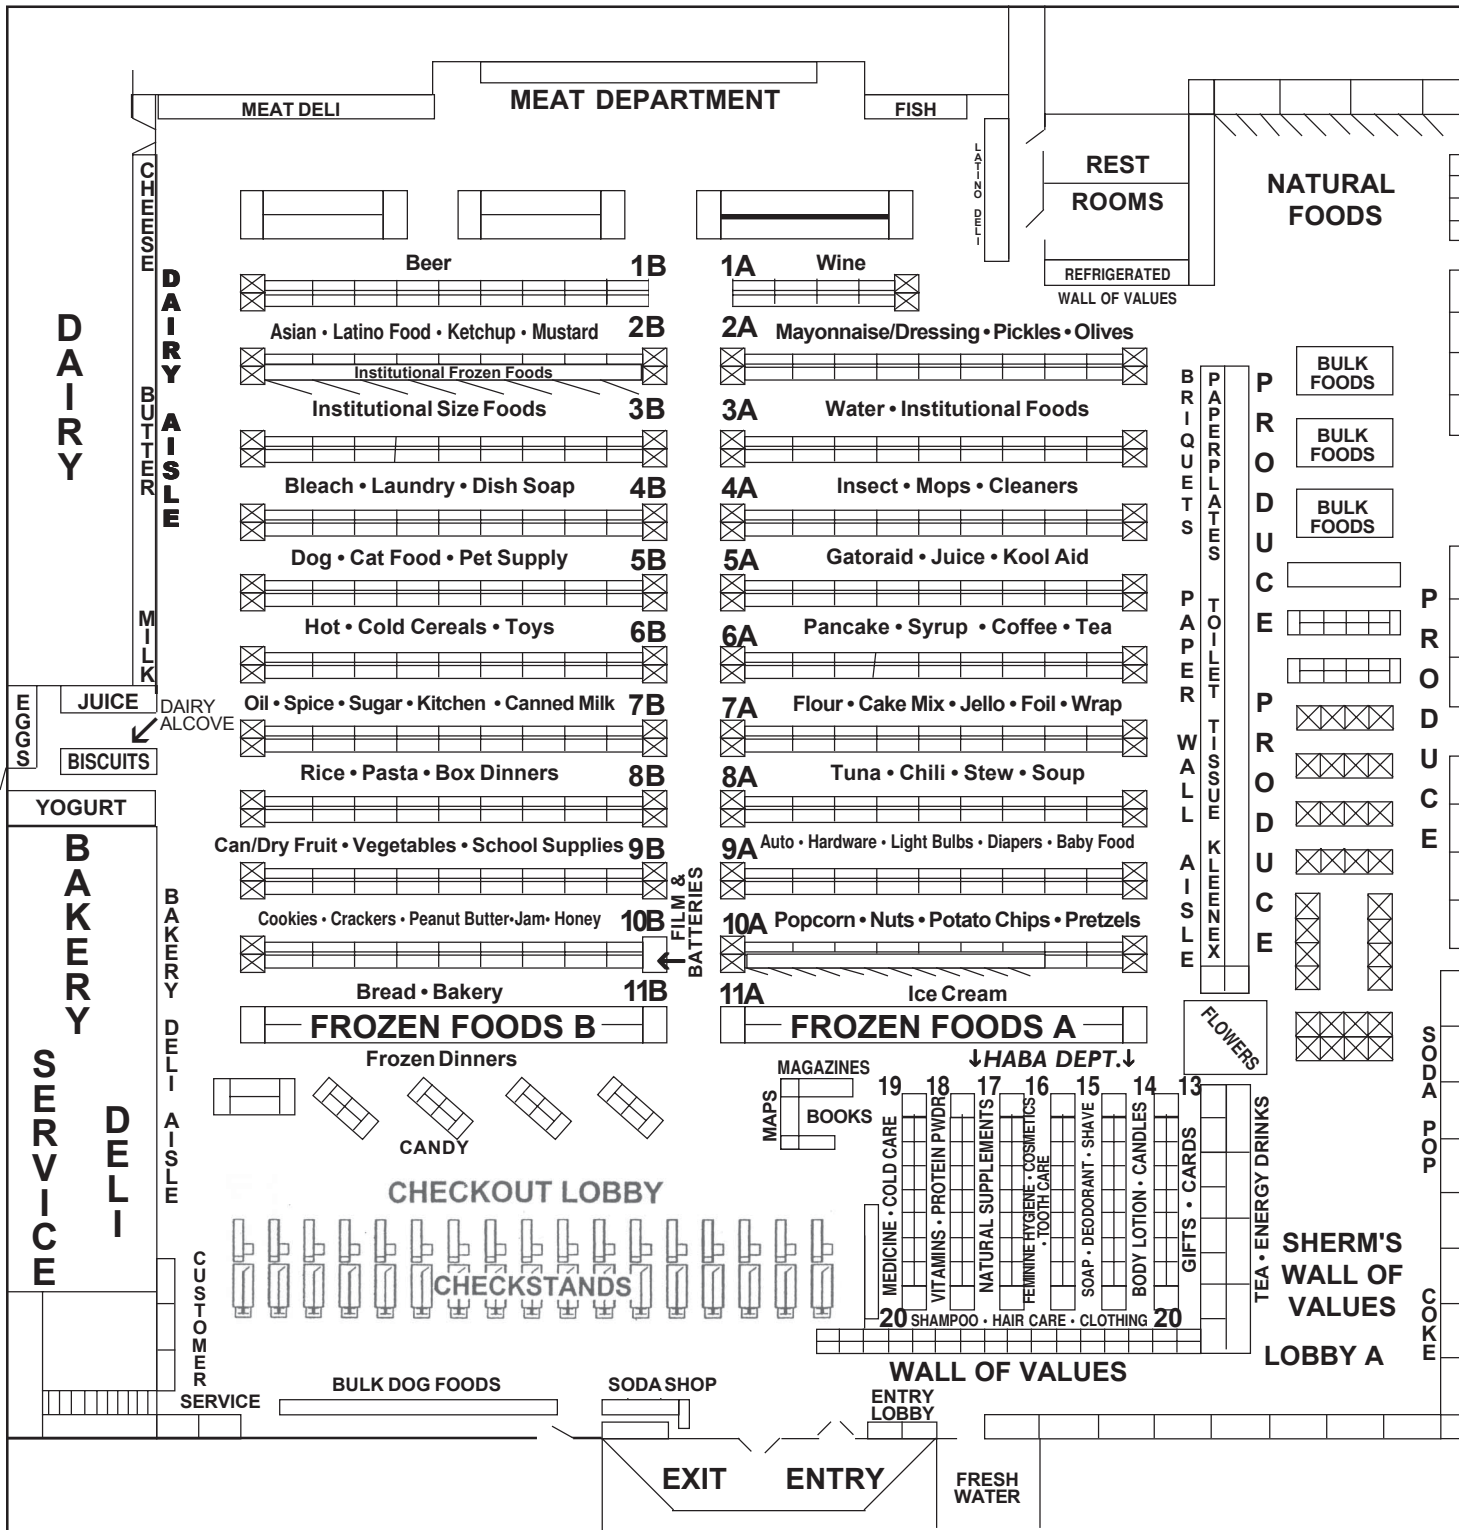 MEAT DELI
MEAT DEPARTMENT
FISH
LATINO DELI
REST
ROOMS
REFRIGERATED
WALL OF VALUES
NATURAL
FOODS
DAIRY
CHEESE
BUTTER
MILK
DAIRY AISLE
Beer
1B
1A
Wine
Asian • Latino Food • Ketchup • Mustard
2B
2A
Mayonnaise/Dressing • Pickles • Olives
Institutional Frozen Foods
Institutional Size Foods
3B
3A
Water • Institutional Foods
Bleach • Laundry • Dish Soap
4B
4A
Insect • Mops • Cleaners
Dog • Cat Food • Pet Supply
5B
5A
Gatoraid • Juice • Kool Aid
Hot • Cold Cereals • Toys
6B
6A
Pancake • Syrup • Coffee • Tea
Oil • Spice • Sugar • Kitchen • Canned Milk
7B
7A
Flour • Cake Mix • Jello • Foil • Wrap
Rice • Pasta • Box Dinners
8B
8A
Tuna • Chili • Stew • Soup
Can/Dry Fruit • Vegetables • School Supplies
9B
9A
Auto • Hardware • Light Bulbs • Diapers • Baby Food
Cookies • Crackers • Peanut Butter•Jam• Honey
10B
FILM &
BATTERIES
10A
Popcorn • Nuts • Potato Chips • Pretzels
Bread • Bakery
11B
11A
Ice Cream
FROZEN FOODS B
FROZEN FOODS A
Frozen Dinners
EGGS
JUICE
DAIRY
ALCOVE
BISCUITS
YOGURT
BAKERY
SERVICE
DELI
BAKERY DELI AISLE
BRIQUETS PAPER WALL AISLE
PAPERPLATES TOILET TISSUE KLEENEX
PRODUCE PRODUCE
BULK
FOODS
BULK
FOODS
BULK
FOODS
PRODUCE
FLOWERS
SODA POP
COKE
CANDY
MAGAZINES
MAPS
BOOKS
↓HABA DEPT.↓
19
18
17
16
15
14
13
MEDICINE • COLD CARE
VITAMINS • PROTEIN PWDR
NATURAL SUPPLEMENTS
FEMININE HYGIENE • COSMETICS
• TOOTH CARE
SOAP • DEODORANT • SHAVE
BODY LOTION • CANDLES
GIFTS • CARDS
TEA • ENERGY DRINKS
20 SHAMPOO • HAIR CARE • CLOTHING 20
WALL OF VALUES
SHERM'S
WALL OF
VALUES
LOBBY A
CHECKOUT LOBBY
CHECKSTANDS
CUSTOMER
SERVICE
BULK DOG FOODS
SODA SHOP
ENTRY
LOBBY
EXIT
ENTRY
FRESH
WATER